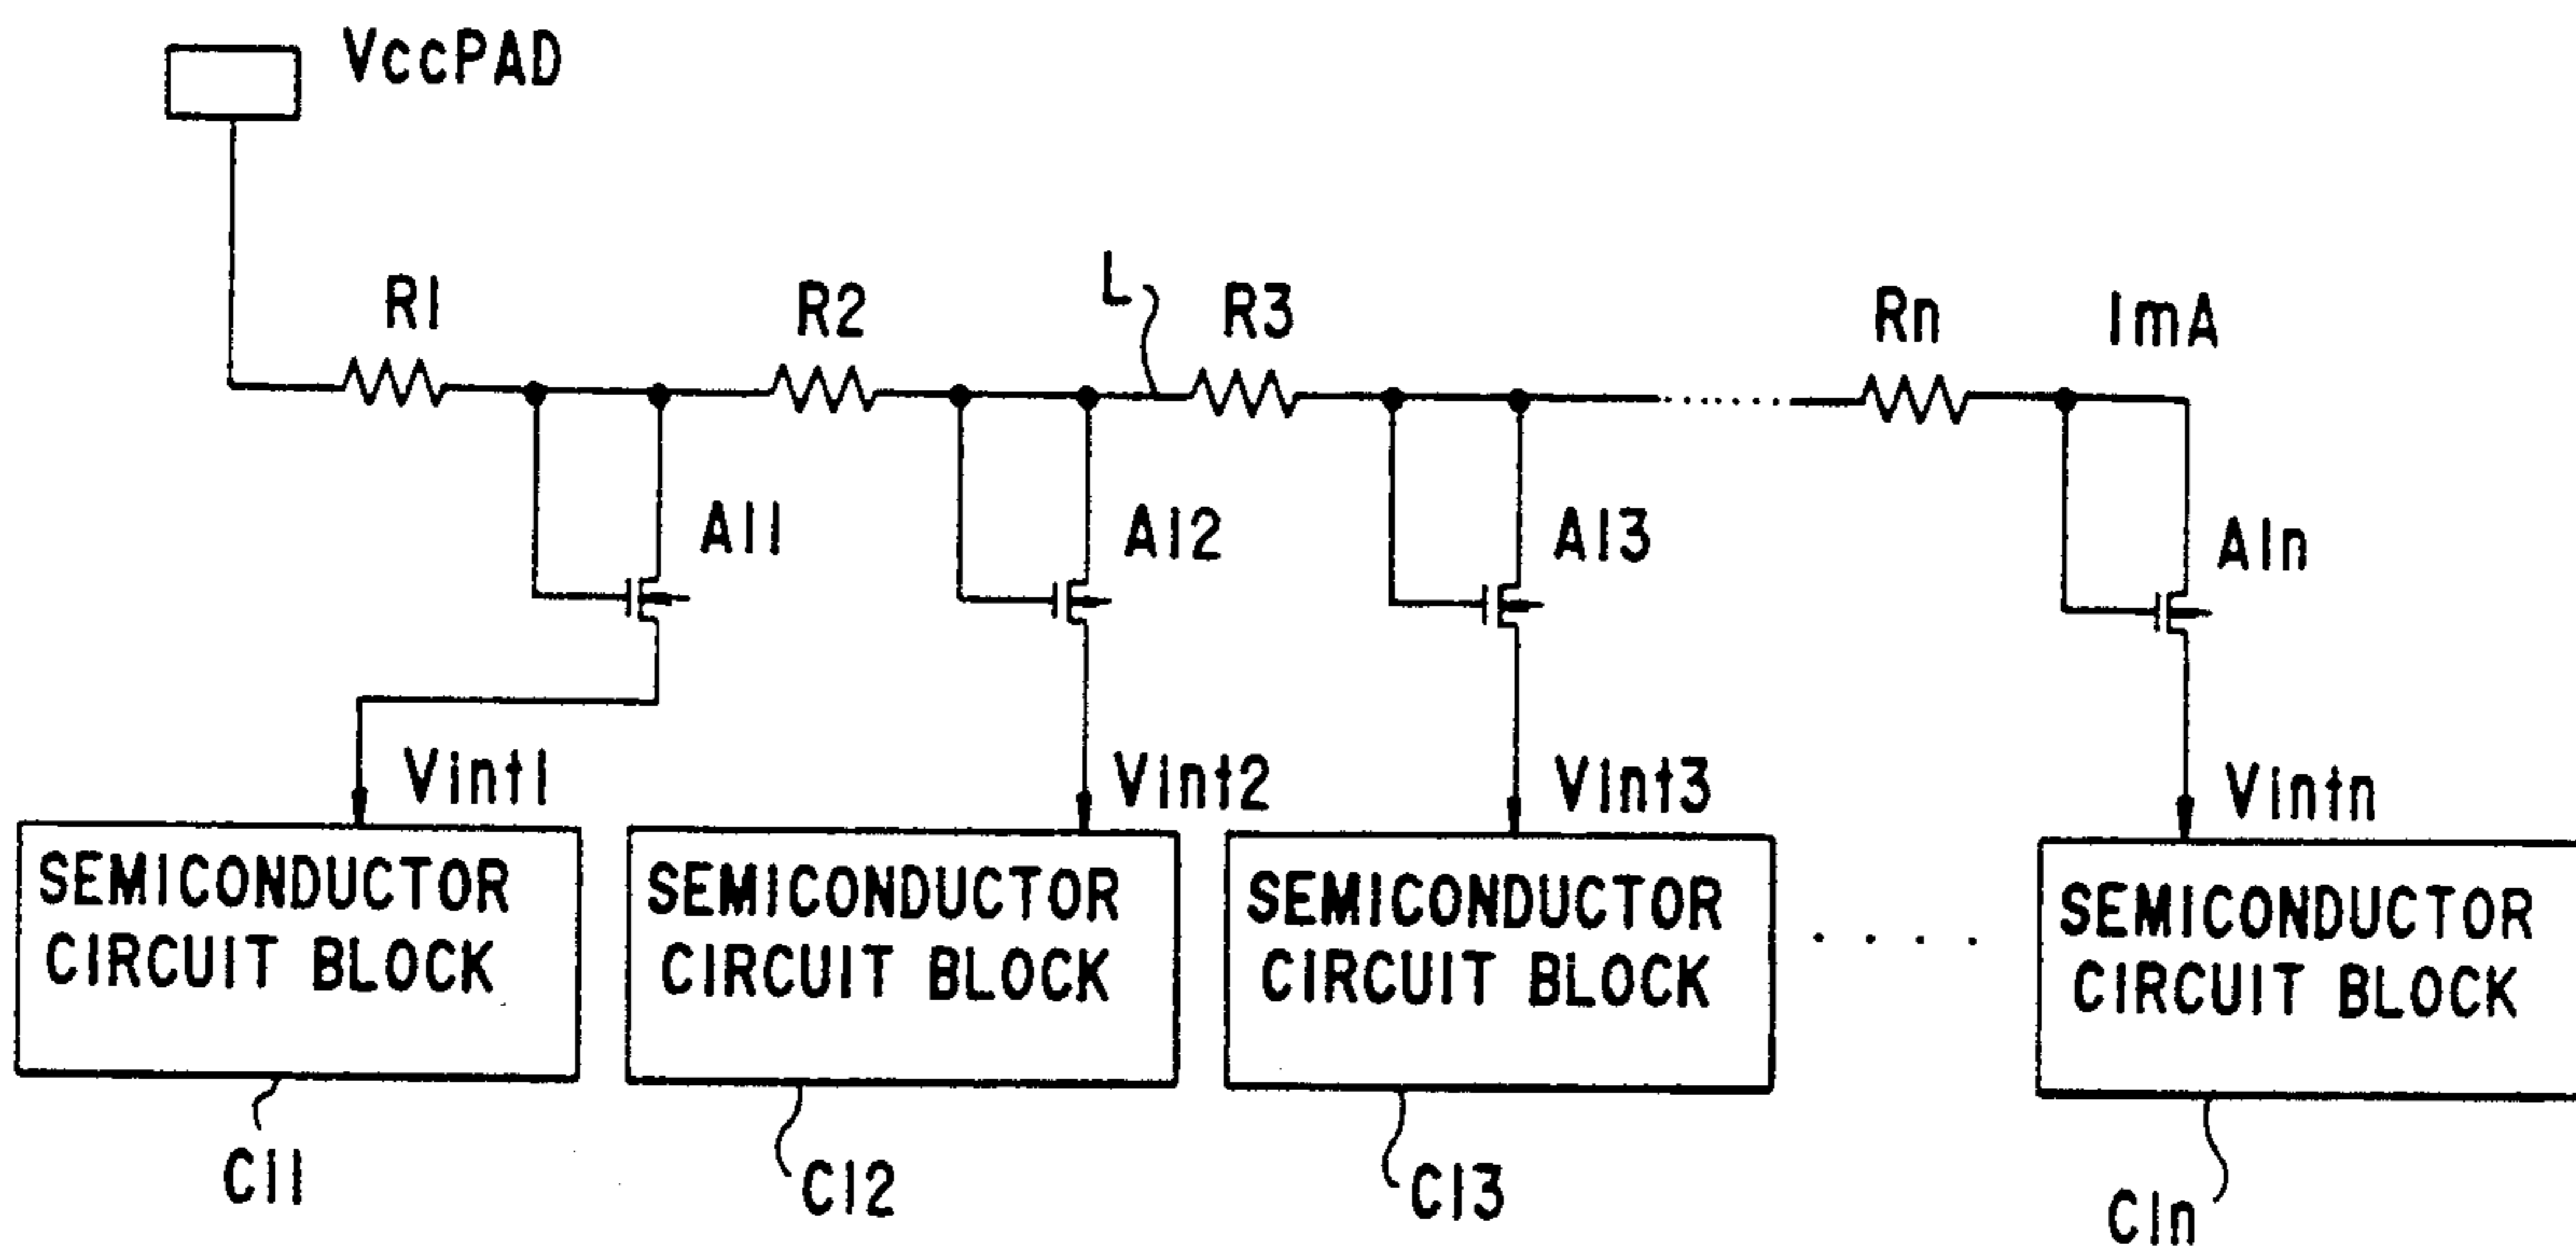 VccPAD
R1
R2
L
R3
Rn
1mA
A11
A12
A13
A1n
Vint1
Vint2
Vint3
Vintn
SEMICONDUCTOR
CIRCUIT BLOCK
SEMICONDUCTOR
CIRCUIT BLOCK
SEMICONDUCTOR
CIRCUIT BLOCK
. . . .
SEMICONDUCTOR
CIRCUIT BLOCK
C11
C12
C13
C1n